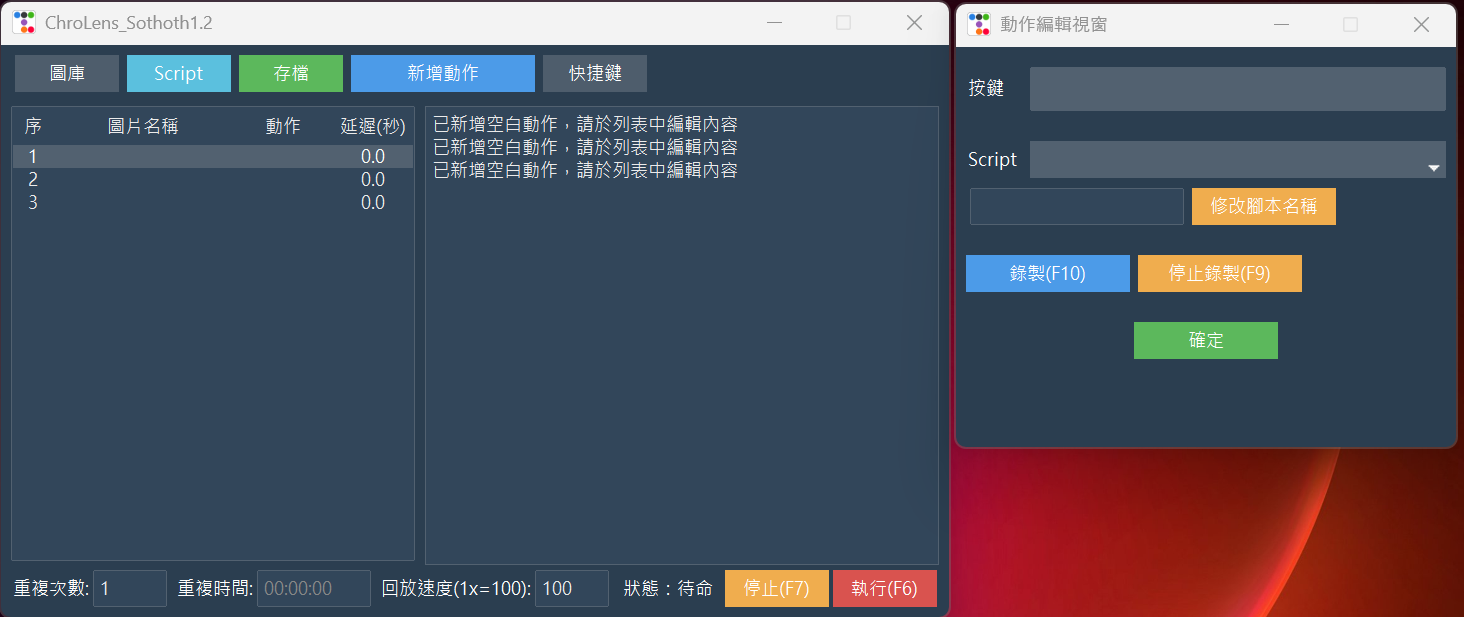 ChroLens_Sothoth1.2
圖庫 Script 存檔 新增動作 快捷鍵
序 圖片名稱 動作 延遲(秒)
1 0.0
2 0.0
3 0.0
已新增空白動作，請於列表中編輯內容
已新增空白動作，請於列表中編輯內容
已新增空白動作，請於列表中編輯內容
重複次數: 1 重複時間: 00:00:00 回放速度(1x=100): 100 狀態：待命 停止(F7) 執行(F6)
動作編輯視窗
按鍵
Script
修改腳本名稱
錄製(F10) 停止錄製(F9)
確定